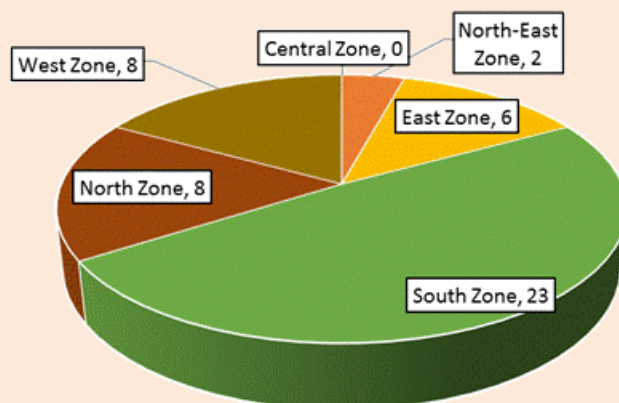 Central Zone, 0
North-East
Zone, 2
West Zone, 8
East Zone, 6
North Zone, 8
South Zone, 23